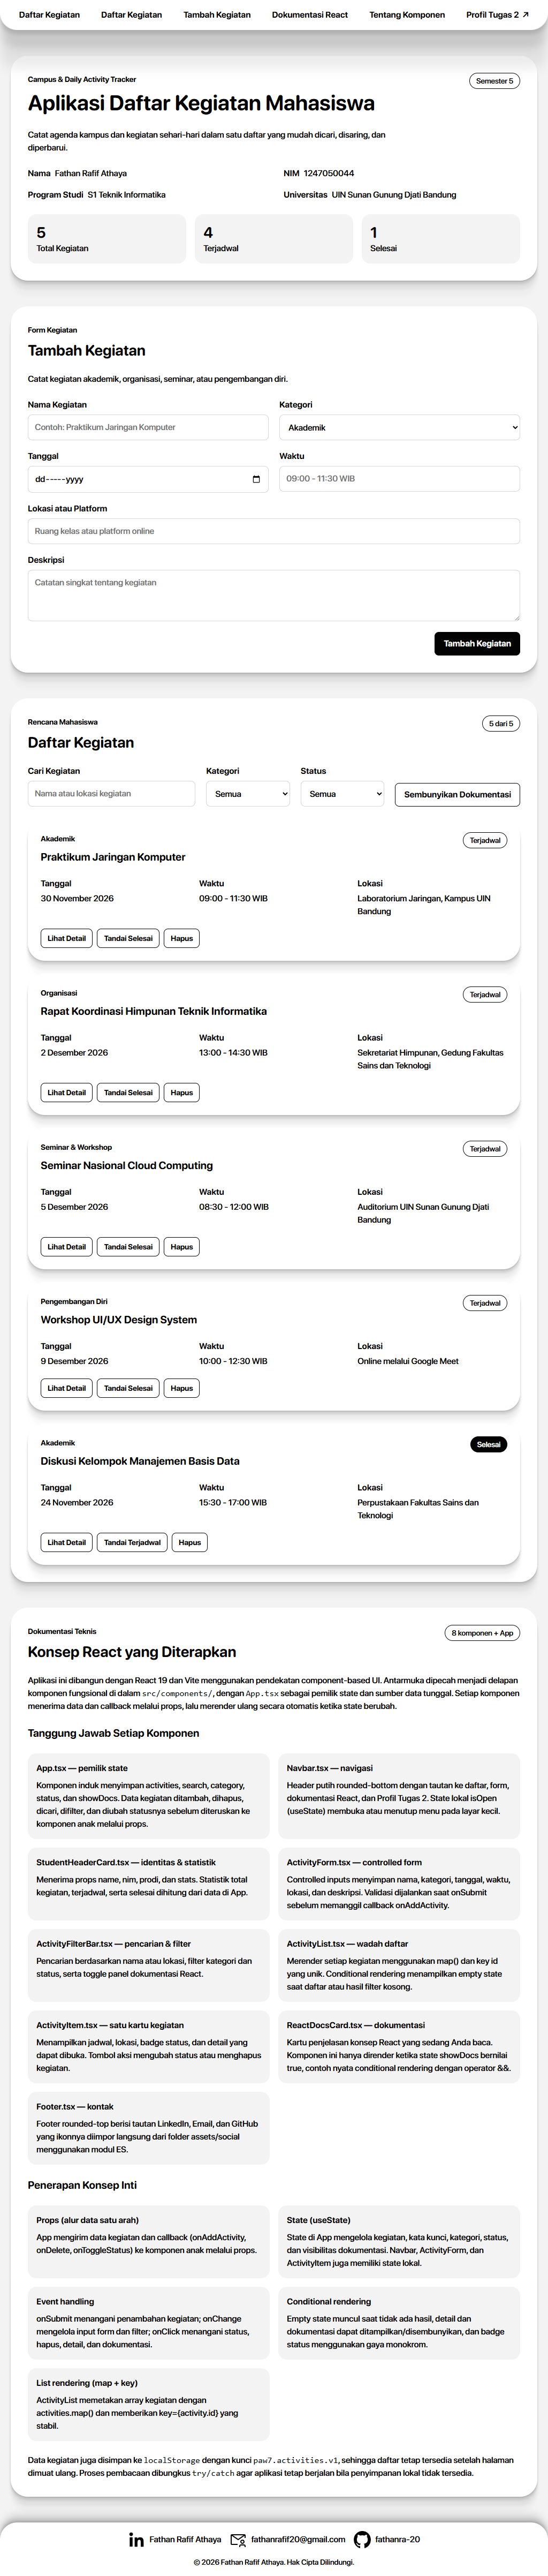 Daftar Kegiatan Daftar Kegiatan Tambah Kegiatan Dokumentasi React Tentang Komponen Profil Tugas 2 ↗
Campus & Daily Activity Tracker
Semester 5
Aplikasi Daftar Kegiatan Mahasiswa
Catat agenda kampus dan kegiatan sehari-hari dalam satu daftar yang mudah dicari, disaring, dan
diperbarui.
Nama Fathan Rafif Athaya
NIM 1247050044
Program Studi S1 Teknik Informatika
Universitas UIN Sunan Gunung Djati Bandung
5
Total Kegiatan
4
Terjadwal
1
Selesai
Form Kegiatan
Tambah Kegiatan
Catat kegiatan akademik, organisasi, seminar, atau pengembangan diri.
Nama Kegiatan
Contoh: Praktikum Jaringan Komputer
Kategori
Akademik
Tanggal
dd-----yyyy
Waktu
09:00 - 11:30 WIB
Lokasi atau Platform
Ruang kelas atau platform online
Deskripsi
Catatan singkat tentang kegiatan
Tambah Kegiatan
Rencana Mahasiswa
5 dari 5
Daftar Kegiatan
Cari Kegiatan
Nama atau lokasi kegiatan
Kategori
Semua
Status
Semua
Sembunyikan Dokumentasi
Akademik
Terjadwal
Praktikum Jaringan Komputer
Tanggal
30 November 2026
Waktu
09:00 - 11:30 WIB
Lokasi
Laboratorium Jaringan, Kampus UIN
Bandung
Lihat Detail Tandai Selesai Hapus
Organisasi
Terjadwal
Rapat Koordinasi Himpunan Teknik Informatika
Tanggal
2 Desember 2026
Waktu
13:00 - 14:30 WIB
Lokasi
Sekretariat Himpunan, Gedung Fakultas
Sains dan Teknologi
Lihat Detail Tandai Selesai Hapus
Seminar & Workshop
Terjadwal
Seminar Nasional Cloud Computing
Tanggal
5 Desember 2026
Waktu
08:30 - 12:00 WIB
Lokasi
Auditorium UIN Sunan Gunung Djati
Bandung
Lihat Detail Tandai Selesai Hapus
Pengembangan Diri
Terjadwal
Workshop UI/UX Design System
Tanggal
9 Desember 2026
Waktu
10:00 - 12:30 WIB
Lokasi
Online melalui Google Meet
Lihat Detail Tandai Selesai Hapus
Akademik
Selesai
Diskusi Kelompok Manajemen Basis Data
Tanggal
24 November 2026
Waktu
15:30 - 17:00 WIB
Lokasi
Perpustakaan Fakultas Sains dan
Teknologi
Lihat Detail Tandai Terjadwal Hapus
Dokumentasi Teknis
8 komponen + App
Konsep React yang Diterapkan
Aplikasi ini dibangun dengan React 19 dan Vite menggunakan pendekatan component-based UI. Antarmuka dipecah menjadi delapan
komponen fungsional di dalam src/components/, dengan App.tsx sebagai pemilik state dan sumber data tunggal. Setiap komponen
menerima data dan callback melalui props, lalu merender ulang secara otomatis ketika state berubah.
Tanggung Jawab Setiap Komponen
App.tsx — pemilik state
Komponen induk menyimpan activities, search, category,
status, dan showDocs. Data kegiatan ditambah, dihapus,
dicari, difilter, dan diubah statusnya sebelum diteruskan ke
komponen anak melalui props.
Navbar.tsx — navigasi
Header putih rounded-bottom dengan tautan ke daftar, form,
dokumentasi React, dan Profil Tugas 2. State lokal isOpen
(useState) membuka atau menutup menu pada layar kecil.
StudentHeaderCard.tsx — identitas & statistik
Menerima props name, nim, prodi, dan stats. Statistik total
kegiatan, terjadwal, serta selesai dihitung dari data di App.
ActivityForm.tsx — controlled form
Controlled inputs menyimpan nama, kategori, tanggal, waktu,
lokasi, dan deskripsi. Validasi dijalankan saat onSubmit
sebelum memanggil callback onAddActivity.
ActivityFilterBar.tsx — pencarian & filter
Pencarian berdasarkan nama atau lokasi, filter kategori dan
status, serta toggle panel dokumentasi React.
ActivityList.tsx — wadah daftar
Merender setiap kegiatan menggunakan map() dan key id
yang unik. Conditional rendering menampilkan empty state
saat daftar atau hasil filter kosong.
ActivityItem.tsx — satu kartu kegiatan
Menampilkan jadwal, lokasi, badge status, dan detail yang
dapat dibuka. Tombol aksi mengubah status atau menghapus
kegiatan.
ReactDocsCard.tsx — dokumentasi
Kartu penjelasan konsep React yang sedang Anda baca.
Komponen ini hanya dirender ketika state showDocs bernilai
true, contoh nyata conditional rendering dengan operator &&.
Footer.tsx — kontak
Footer rounded-top berisi tautan LinkedIn, Email, dan GitHub
yang ikonnya diimpor langsung dari folder assets/social
menggunakan modul ES.
Penerapan Konsep Inti
Props (alur data satu arah)
App mengirim data kegiatan dan callback (onAddActivity,
onDelete, onToggleStatus) ke komponen anak melalui props.
State (useState)
State di App mengelola kegiatan, kata kunci, kategori, status,
dan visibilitas dokumentasi. Navbar, ActivityForm, dan
ActivityItem juga memiliki state lokal.
Event handling
onSubmit menangani penambahan kegiatan; onChange
mengelola input form dan filter; onClick menangani status,
hapus, detail, dan dokumentasi.
Conditional rendering
Empty state muncul saat tidak ada hasil, detail dan
dokumentasi dapat ditampilkan/disembunyikan, dan badge
status menggunakan gaya monokrom.
List rendering (map + key)
ActivityList memetakan array kegiatan dengan
activities.map() dan memberikan key={activity.id} yang
stabil.
Data kegiatan juga disimpan ke localStorage dengan kunci paw7.activities.v1, sehingga daftar tetap tersedia setelah halaman
dimuat ulang. Proses pembacaan dibungkus try/catch agar aplikasi tetap berjalan bila penyimpanan lokal tidak tersedia.
in Fathan Rafif Athaya fathanrafif20@gmail.com fathanra-20
© 2026 Fathan Rafif Athaya. Hak Cipta Dilindungi.